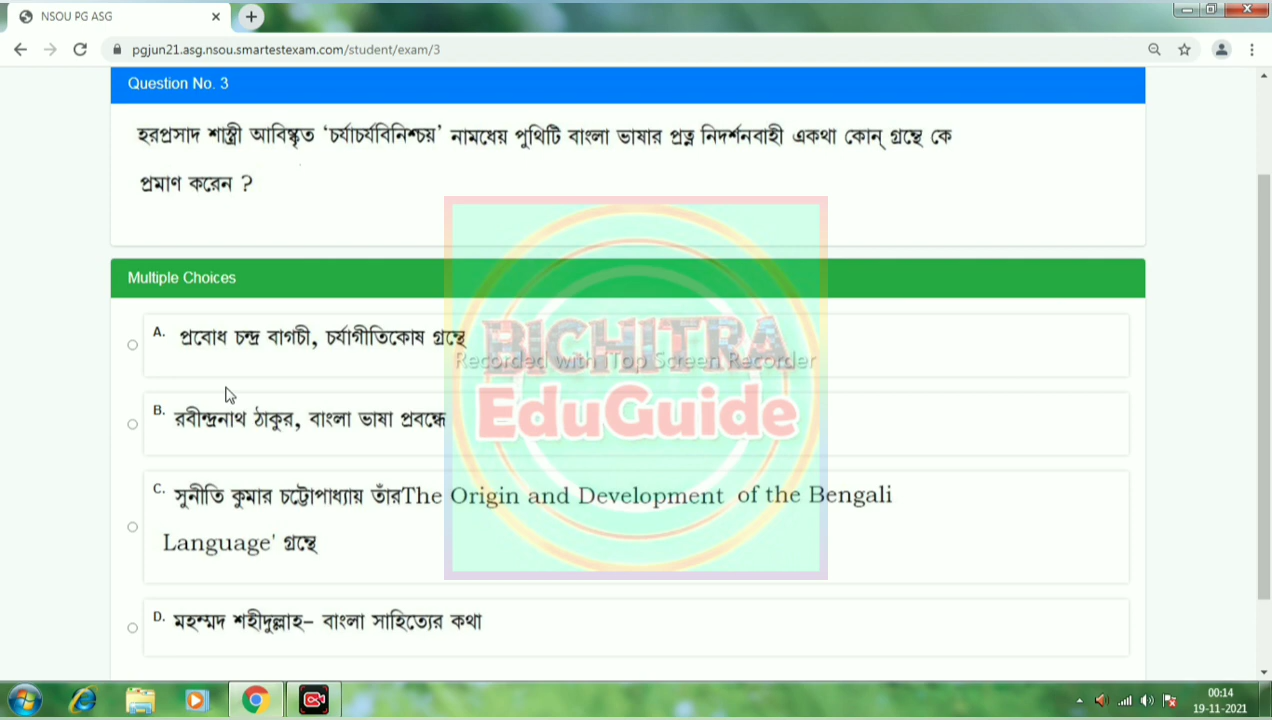 NSOU PG ASG
pgjun21.asg.nsou.smartestexam.com/student/exam/3
Question No. 3
হরপ্রসাদ শাস্ত্রী আবিষ্কৃত ‘চর্যাচর্যবিনিশ্চয়’ নামধেয় পুথিটি বাংলা ভাষার প্রত্ন নিদর্শনবাহী একথা কোন্ গ্রন্থে কে
প্রমাণ করেন ?
Multiple Choices
A. প্রবোধ চন্দ্র বাগচী, চর্যাগীতিকোষ গ্রন্থে
BICHITRA
Recorded with iTop Screen Recorder
EduGuide
B. রবীন্দ্রনাথ ঠাকুর, বাংলা ভাষা প্রবন্ধে
C. সুনীতি কুমার চট্টোপাধ্যায় তাঁরThe Origin and Development of the Bengali
Language' গ্রন্থে
D. মহম্মদ শহীদুল্লাহ– বাংলা সাহিত্যের কথা
00:14
19-11-2021